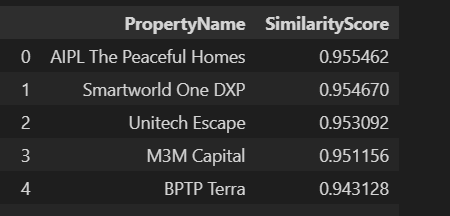 PropertyName SimilarityScore
0 AIPL The Peaceful Homes 0.955462
1 Smartworld One DXP 0.954670
2 Unitech Escape 0.953092
3 M3M Capital 0.951156
4 BPTP Terra 0.943128